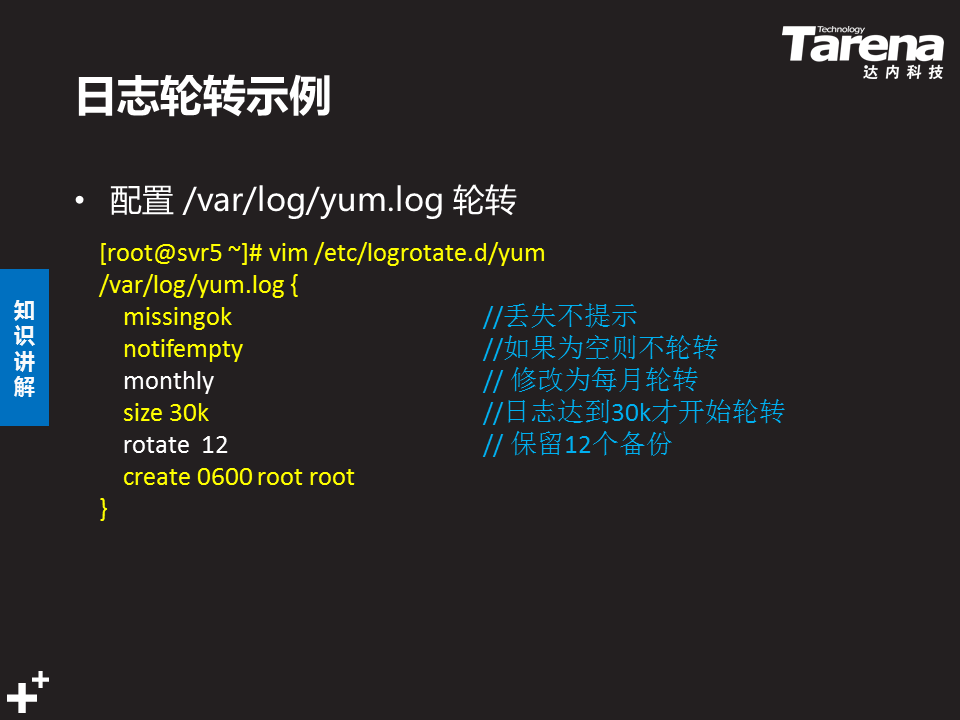 Technology
Tarena
达内科技
日志轮转示例
• 配置 /var/log/yum.log 轮转
[root@svr5 ~]# vim /etc/logrotate.d/yum
/var/log/yum.log {
missingok //丢失不提示
notifempty //如果为空则不轮转
monthly // 修改为每月轮转
size 30k //日志达到30k才开始轮转
rotate 12 // 保留12个备份
create 0600 root root
}
知识讲解